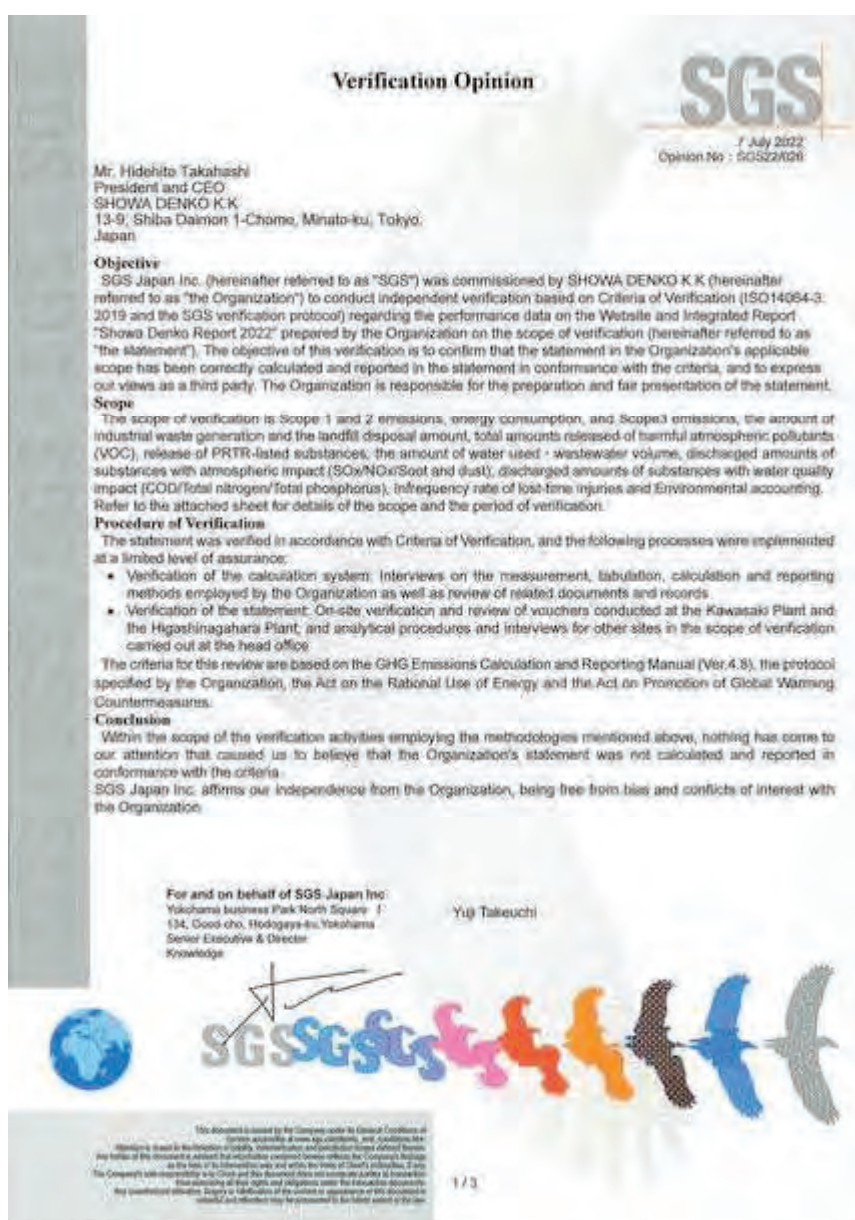 Verification Opinion
SGS
7 July 2022
Opinion No : SGS22/026
Mr. Hidehito Takahashi
President and CEO
SHOWA DENKO K.K
13-9, Shiba Daimon 1-Chome, Minato-ku, Tokyo,
Japan
Objective
SGS Japan Inc. (hereinafter referred to as "SGS") was commissioned by SHOWA DENKO K.K (hereinafter
referred to as "the Organization") to conduct independent verification based on Criteria of Verification (ISO14064-3:
2019 and the SGS verification protocol) regarding the performance data on the Website and Integrated Report
"Showa Denko Report 2022" prepared by the Organization on the scope of verification (hereinafter referred to as
"the statement"). The objective of this verification is to confirm that the statement in the Organization's applicable
scope has been correctly calculated and reported in the statement in conformance with the criteria, and to express
our views as a third party. The Organization is responsible for the preparation and fair presentation of the statement.
Scope
The scope of verification is Scope 1 and 2 emissions, energy consumption, and Scope3 emissions, the amount of
industrial waste generation and the landfill disposal amount, total amounts released of harmful atmospheric pollutants
(VOC), release of PRTR-listed substances, the amount of water used · wastewater volume, discharged amounts of
substances with atmospheric impact (SOx/NOx/Soot and dust), discharged amounts of substances with water quality
impact (COD/Total nitrogen/Total phosphorus), Infrequency rate of lost-time injuries and Environmental accounting.
Refer to the attached sheet for details of the scope and the period of verification.
Procedure of Verification
The statement was verified in accordance with Criteria of Verification, and the following processes were implemented
at a limited level of assurance:
• Verification of the calculation system: Interviews on the measurement, tabulation, calculation and reporting
methods employed by the Organization as well as review of related documents and records
• Verification of the statement: On-site verification and review of vouchers conducted at the Kawasaki Plant and
the Higashinagahara Plant, and analytical procedures and interviews for other sites in the scope of verification
carried out at the head office
The criteria for this review are based on the GHG Emissions Calculation and Reporting Manual (Ver.4.8), the protocol
specified by the Organization, the Act on the Rational Use of Energy and the Act on Promotion of Global Warming
Countermeasures.
Conclusion
Within the scope of the verification activities employing the methodologies mentioned above, nothing has come to
our attention that caused us to believe that the Organization's statement was not calculated and reported in
conformance with the criteria.
SGS Japan Inc. affirms our independence from the Organization, being free from bias and conflicts of interest with
the Organization.
For and on behalf of SGS Japan Inc.
Yokohama business Park North Square I
134, Godo-cho, Hodogaya-ku, Yokohama
Senior Executive & Director
Knowledge
Yuji Takeuchi
SGS SGS SGS
1 / 3